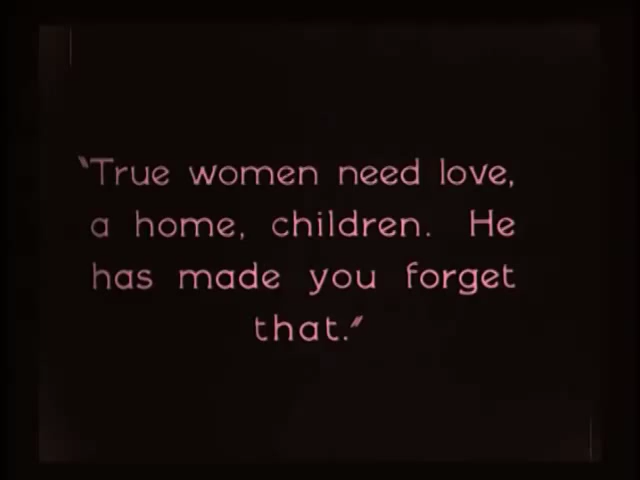 "True women need love,
a home, children. He
has made you forget
that."